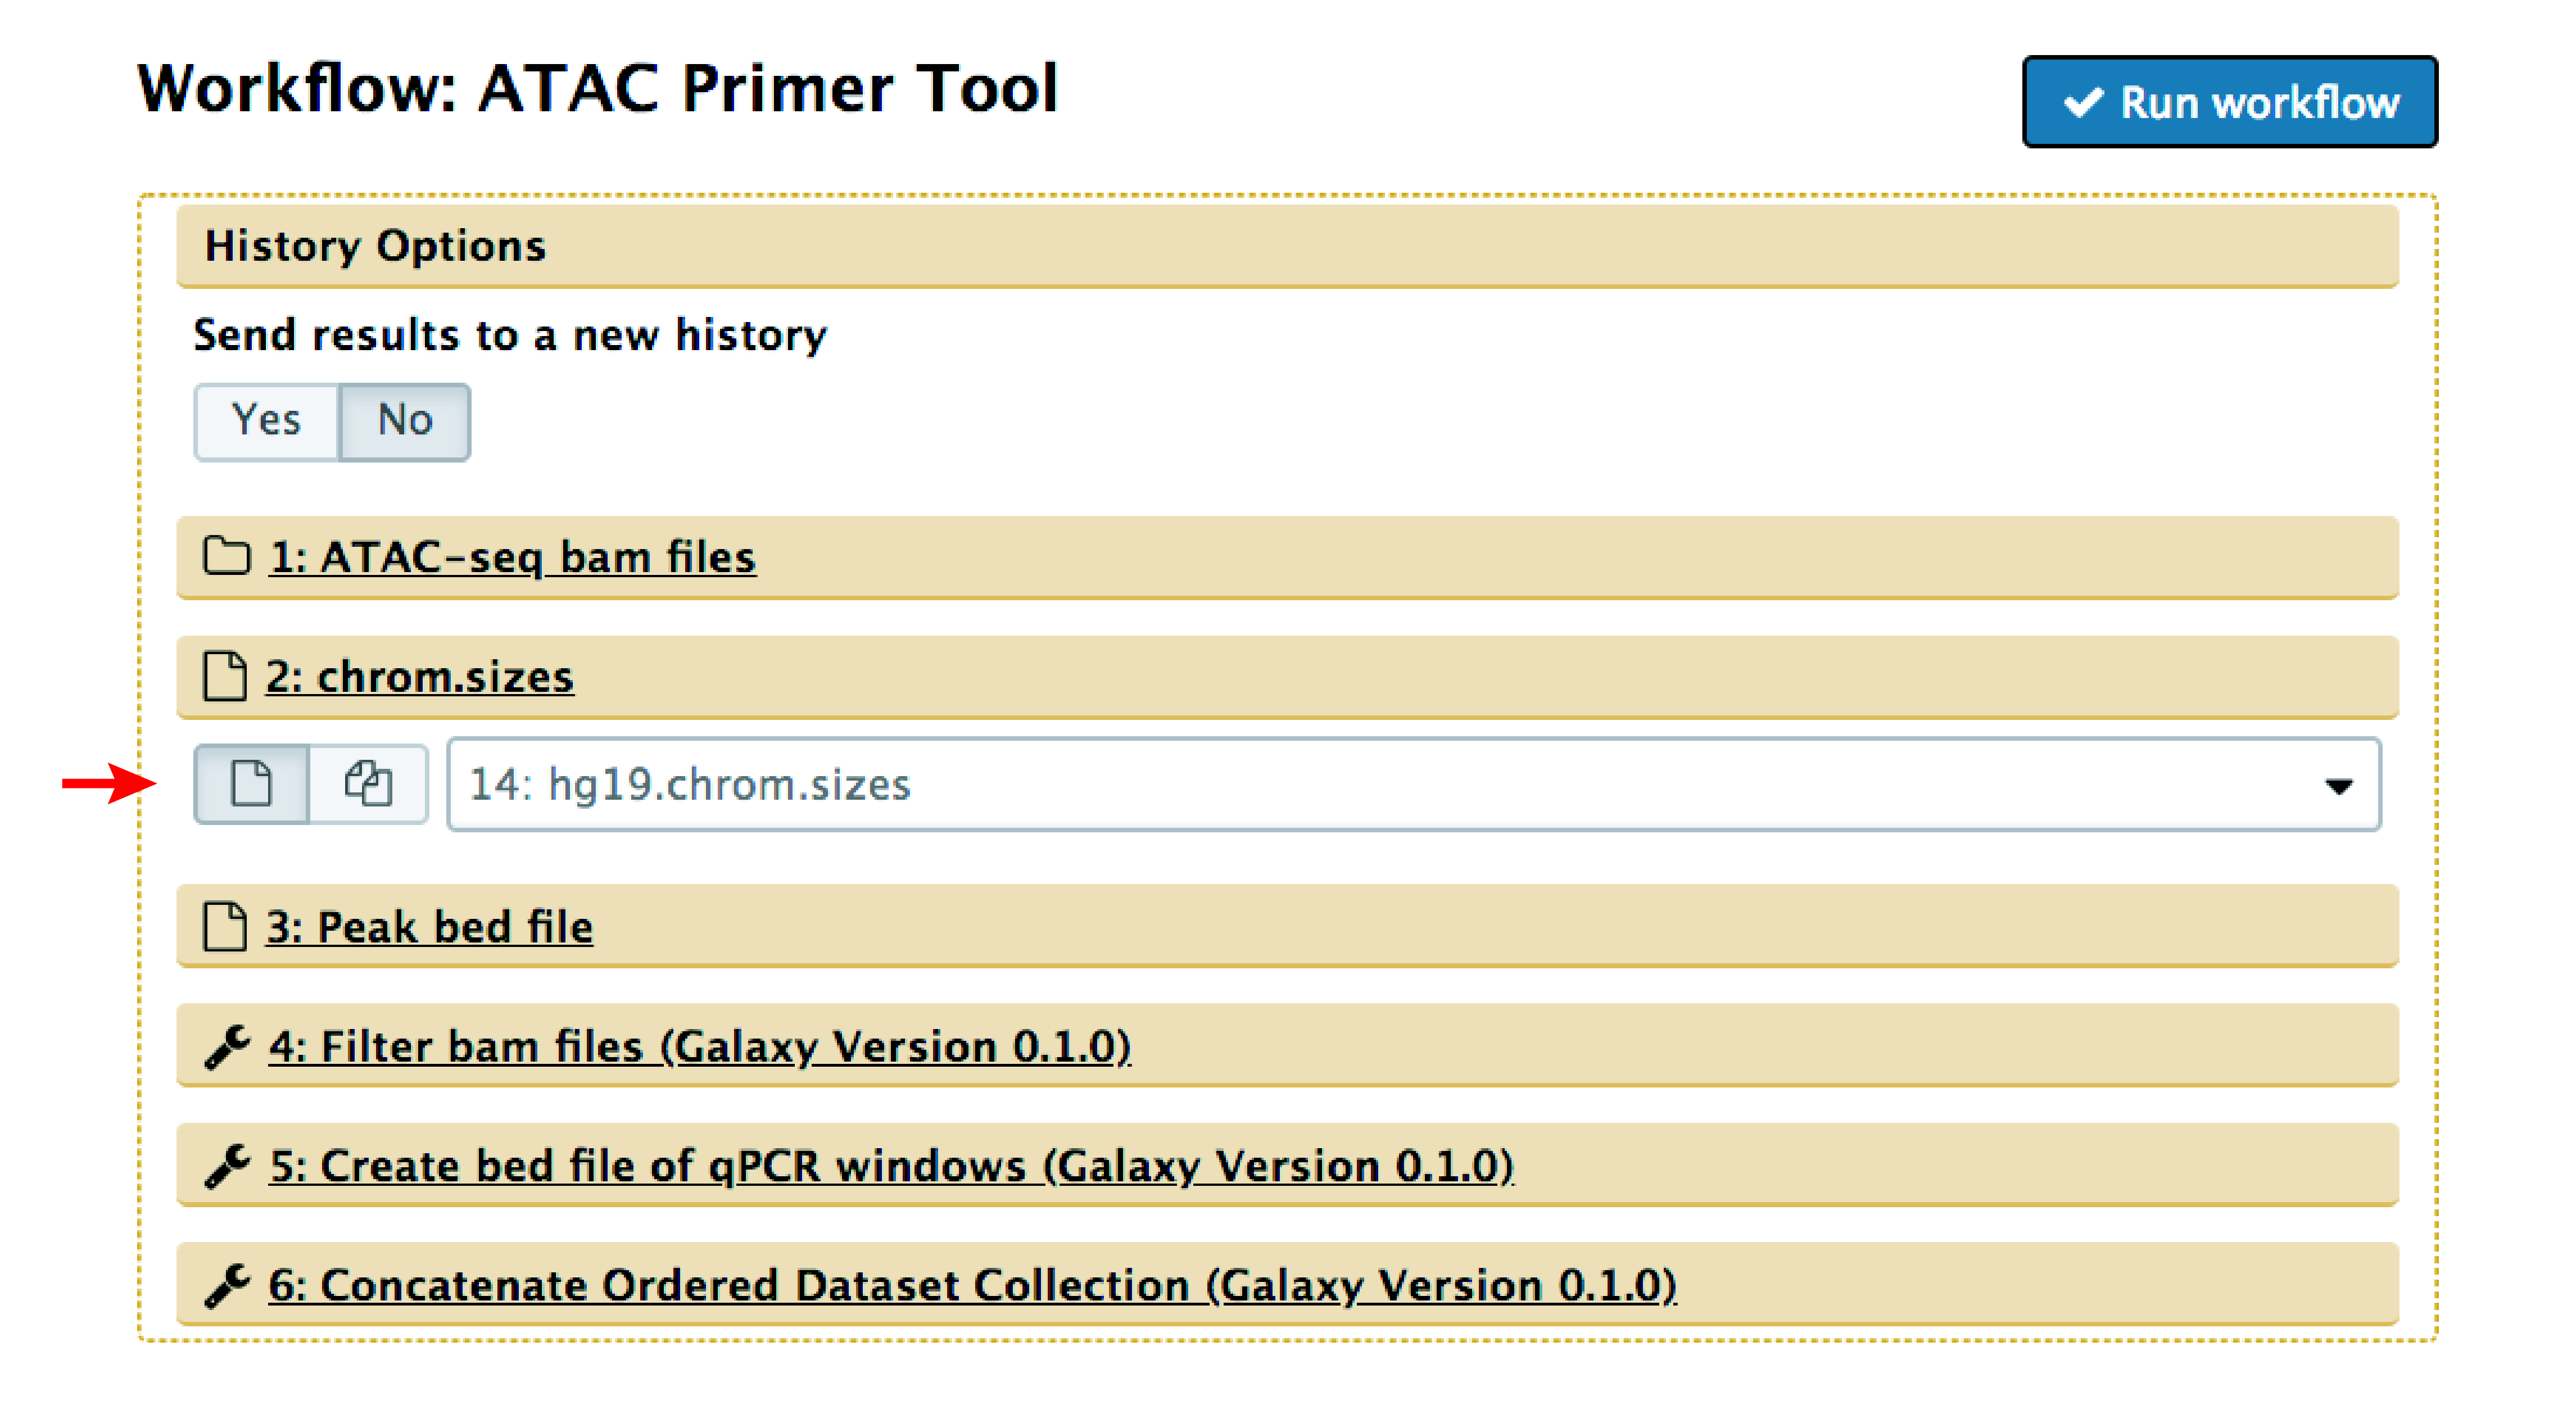 Workflow: ATAC Primer Tool
Run workflow
History Options
Send results to a new history
Yes No
1: ATAC-seq bam files
2: chrom.sizes
14: hg19.chrom.sizes
3: Peak bed file
4: Filter bam files (Galaxy Version 0.1.0)
5: Create bed file of qPCR windows (Galaxy Version 0.1.0)
6: Concatenate Ordered Dataset Collection (Galaxy Version 0.1.0)